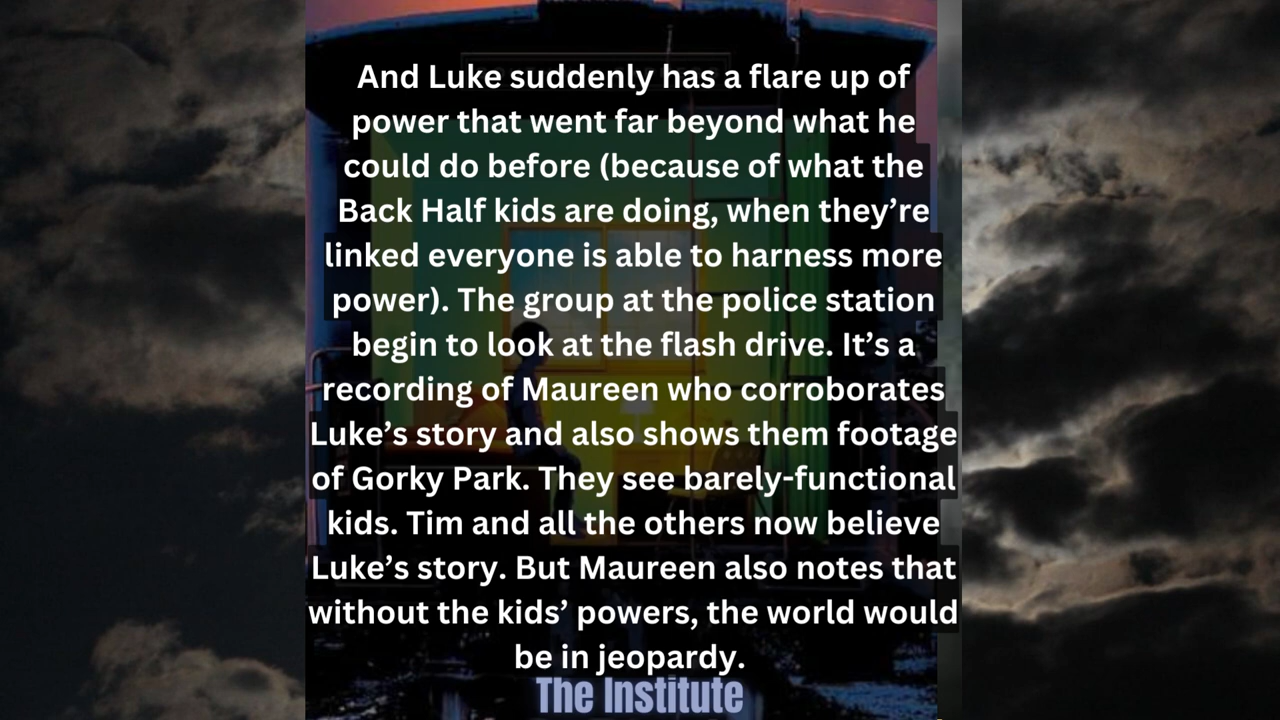 And Luke suddenly has a flare up of
power that went far beyond what he
could do before (because of what the
Back Half kids are doing, when they’re
linked everyone is able to harness more
power). The group at the police station
begin to look at the flash drive. It’s a
recording of Maureen who corroborates
Luke’s story and also shows them footage
of Gorky Park. They see barely-functional
kids. Tim and all the others now believe
Luke’s story. But Maureen also notes that
without the kids’ powers, the world would
be in jeopardy.
The Institute